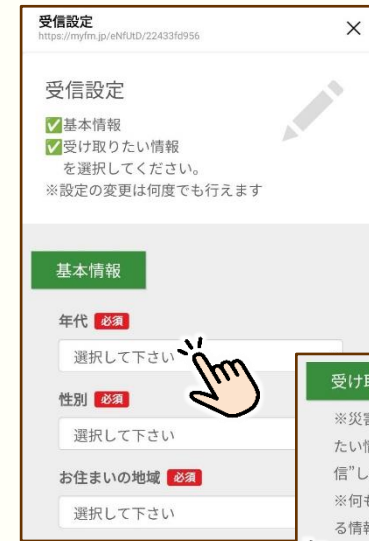 受信設定
https://myfm.jp/eNfUtD/22433fd956
受信設定
✅基本情報
✅受け取りたい情報
を選択してください。
※設定の変更は何度でも行えます
基本情報
年代 必須
選択して下さい
性別 必須
選択して下さい
お住まいの地域 必須
選択して下さい
受け
※災
たい
信”し
※何
る情